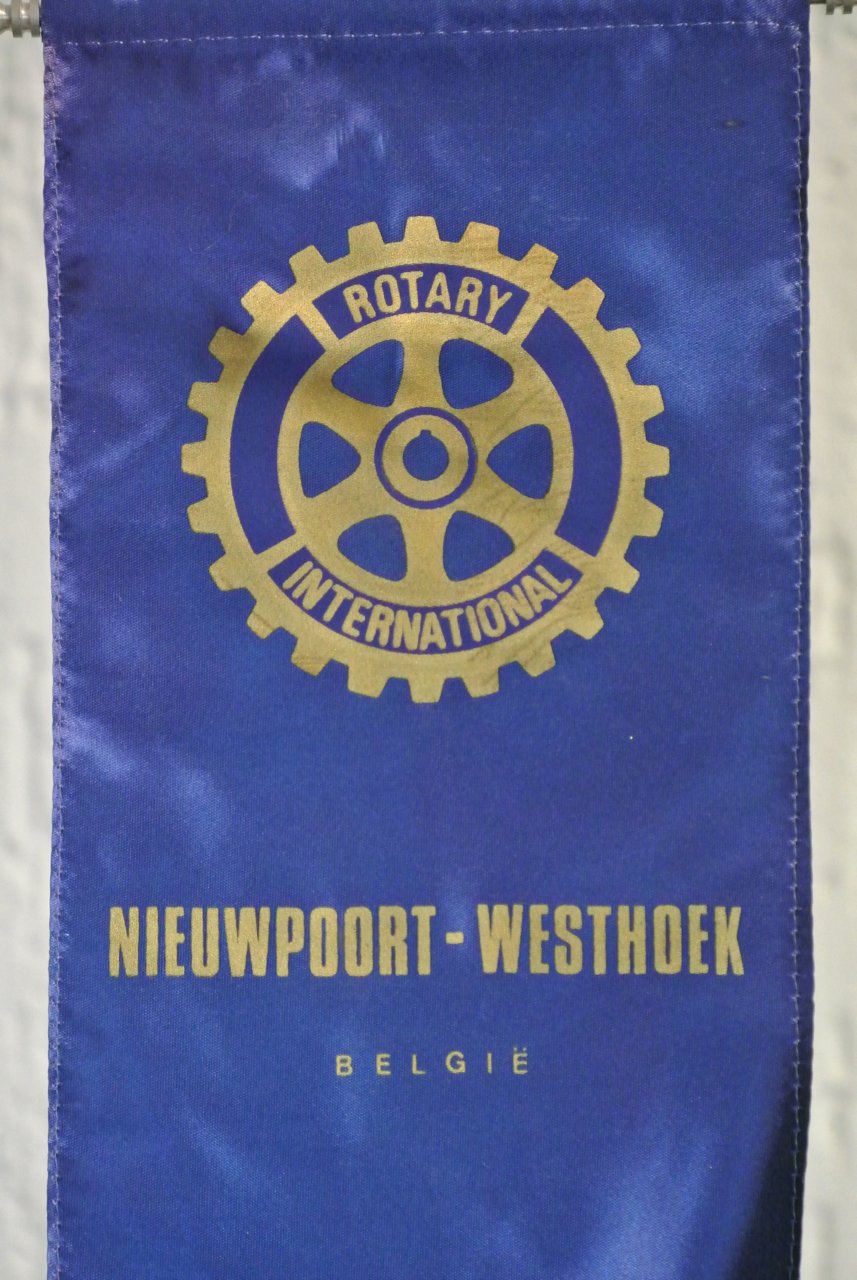 ROTARY
INTERNATIONAL
NIEUWPOORT-WESTHOEK
BELGIË